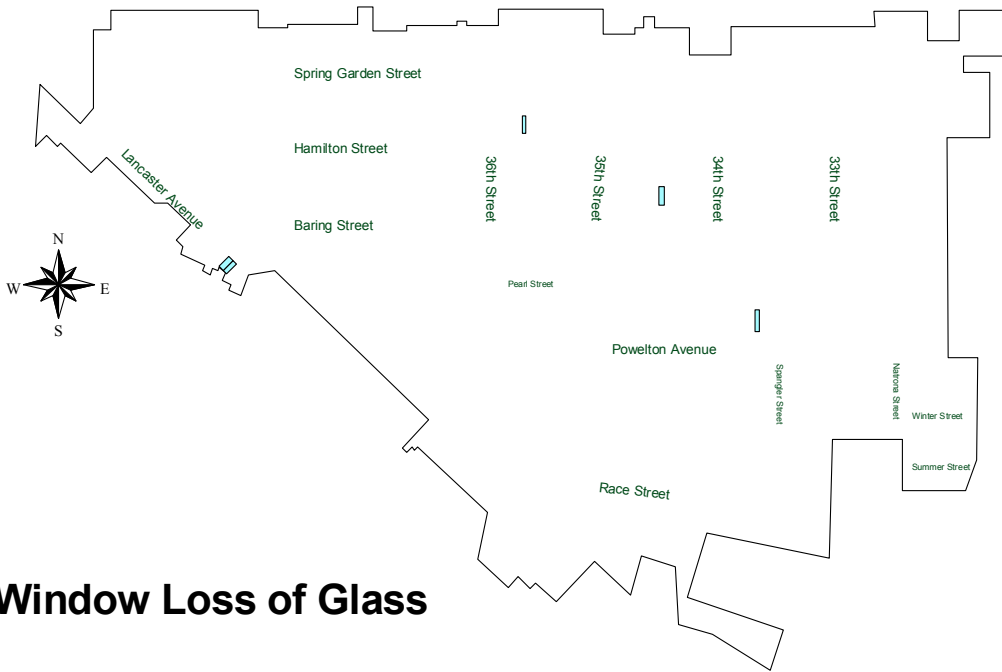 Spring Garden Street
Hamilton Street
Lancaster Avenue
36th Street
35th Street
34th Street
33th Street
Baring Street
N
W
E
S
Pearl Street
Powelton Avenue
Spangler Street
Natrona Street
Winter Street
Summer Street
Race Street
Window Loss of Glass